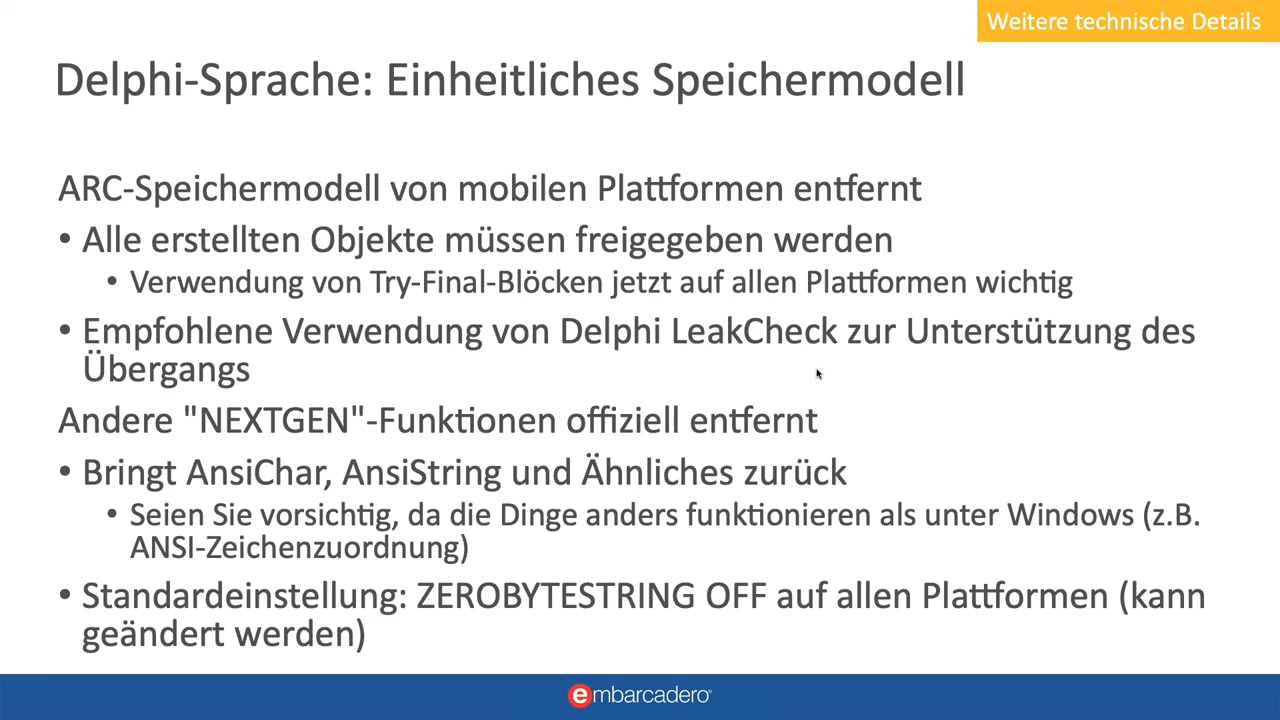 Weitere technische Details
Delphi-Sprache: Einheitliches Speichermodell
ARC-Speichermodell von mobilen Plattformen entfernt
• Alle erstellten Objekte müssen freigegeben werden
• Verwendung von Try-Final-Blöcken jetzt auf allen Plattformen wichtig
• Empfohlene Verwendung von Delphi LeakCheck zur Unterstützung des
Übergangs
Andere "NEXTGEN"-Funktionen offiziell entfernt
• Bringt AnsiChar, AnsiString und Ähnliches zurück
• Seien Sie vorsichtig, da die Dinge anders funktionieren als unter Windows (z.B.
ANSI-Zeichenzuordnung)
• Standardeinstellung: ZEROBYTESTRING OFF auf allen Plattformen (kann
geändert werden)
embarcadero®